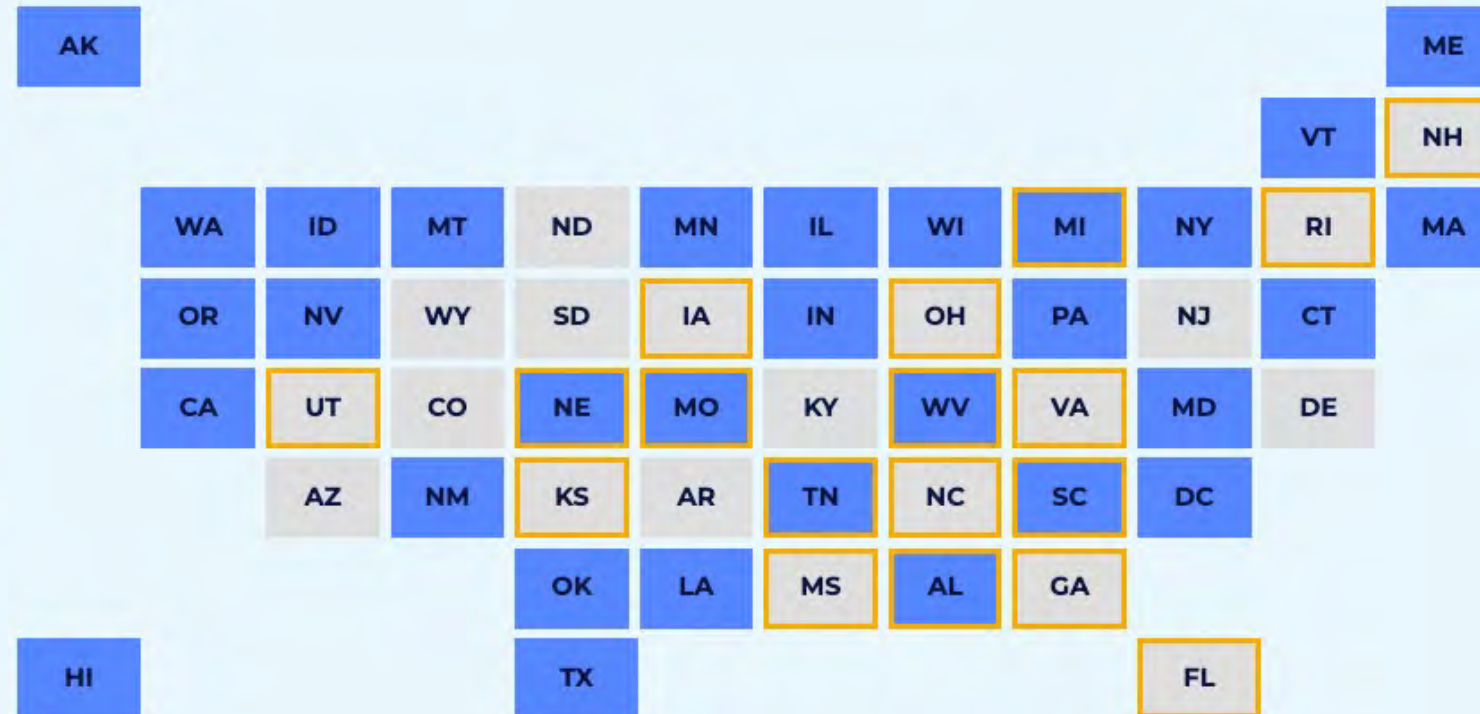 AK ME
VT NH
WA ID MT ND MN IL WI MI NY RI MA
OR NV WY SD IA IN OH PA NJ CT
CA UT CO NE MO KY WV VA MD DE
AZ NM KS AR TN NC SC DC
OK LA MS AL GA
HI TX FL